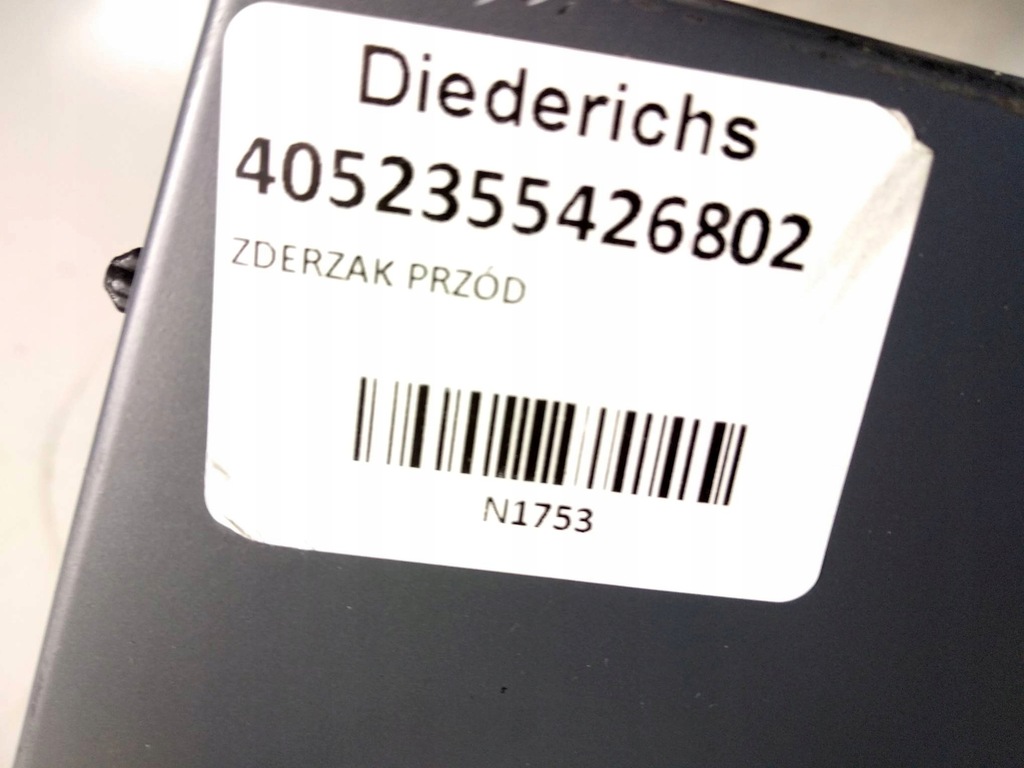 Diederichs
4052355426802
ZDERZAK PRZÓD
N1753